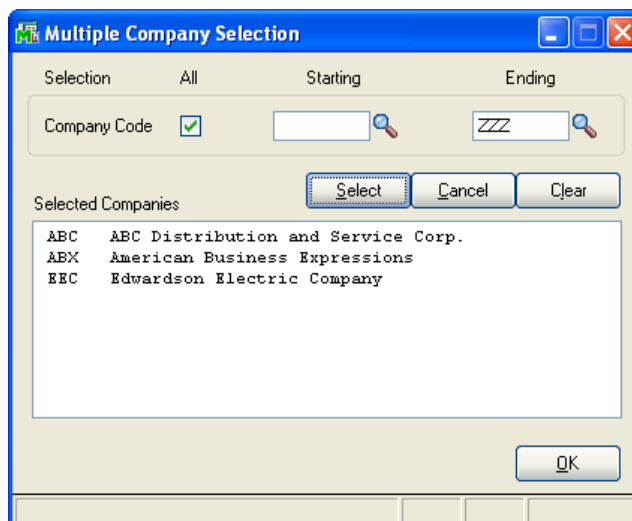 Multiple Company Selection
Selection All Starting Ending
Company Code ZZZ
Selected Companies Select Cancel Clear
ABC ABC Distribution and Service Corp.
ABX American Business Expressions
EEC Edwardson Electric Company
OK